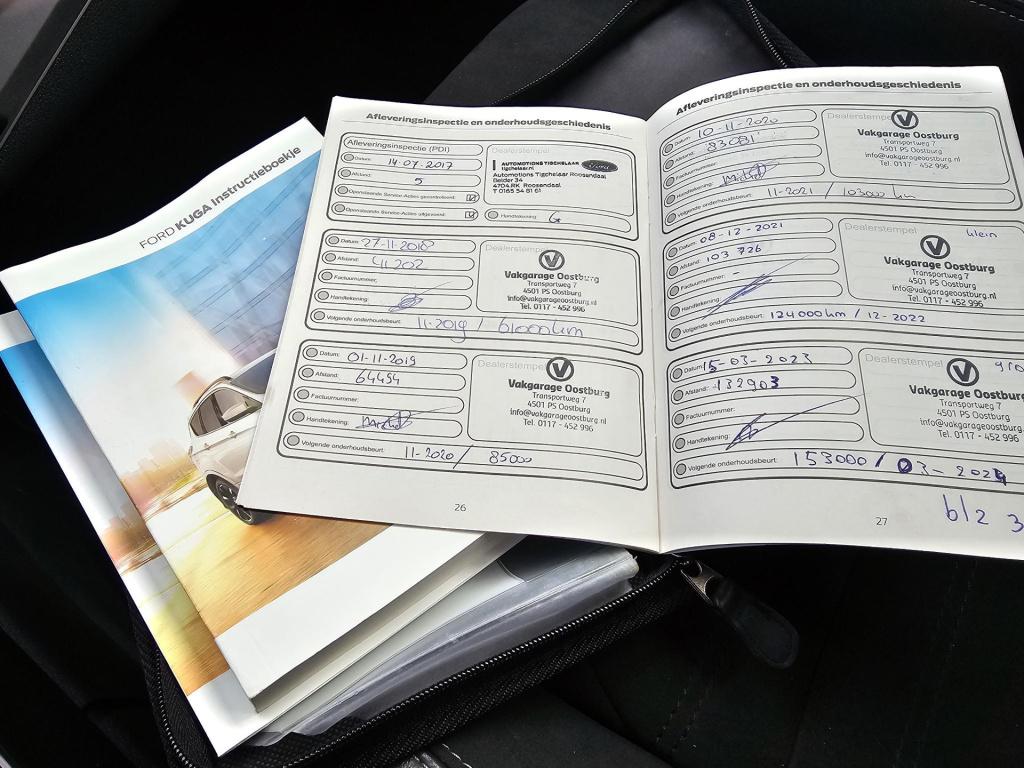 FORD KUGA Instructieboekje
Afleveringsinspectie en onderhoudsgeschiedenis
Afleveringsinspectie (PDI)
Datum: 14-07-2017
Afstand: 5
Openstaande Service-Acties gecontroleerd:
Openstaande Service-Acties uitgevoerd:
Dealerstempel
AUTOMOTIONS TIGCHELAAR
tigchelaar.nl
Automotions Tigchelaar Roosendaal
Belder 34
4704 RK Roosendaal
T 0165 54 81 61
Ford
Handtekening:
Datum: 27-11-2018
Afstand: 41202
Factuurnummer:
Handtekening:
Volgende onderhoudsbeurt: 11-2019 / 61000km
Dealerstempel
Vakgarage Oostburg
Transportweg 7
4501 PS Oostburg
info@vakgarageoostburg.nl
Tel. 0117 - 452 996
Datum: 01-11-2019
Afstand: 64454
Factuurnummer:
Handtekening:
Volgende onderhoudsbeurt: 11-2020 / 85000
Dealerstempel
Vakgarage Oostburg
Transportweg 7
4501 PS Oostburg
info@vakgarageoostburg.nl
Tel. 0117 - 452 996
26
Afleveringsinspectie en onderhoudsgeschiedenis
Datum: 10-11-2020
Afstand: 83081
Factuurnummer:
Handtekening:
Volgende onderhoudsbeurt: 11-2021 / 103000 km
Dealerstempel
Vakgarage Oostburg
Transportweg 7
4501 PS Oostburg
info@vakgarageoostburg.nl
Tel. 0117 - 452 996
Datum: 08-12-2021
Afstand: 103 726
Factuurnummer: -
Handtekening:
Volgende onderhoudsbeurt: 124000km / 12-2022
Dealerstempel
klein
Vakgarage Oostburg
Transportweg 7
4501 PS Oostburg
info@vakgarageoostburg.nl
Tel. 0117 - 452 996
Datum: 15-03-2023
Afstand: 132903
Factuurnummer:
Handtekening:
Volgende onderhoudsbeurt: 153000 / 03-2024
Dealerstempel
Vakgarage Oostburg
Transportweg 7
4501 PS Oostburg
info@vakgarageoostburg
Tel. 0117 - 452 996
27
blz 3